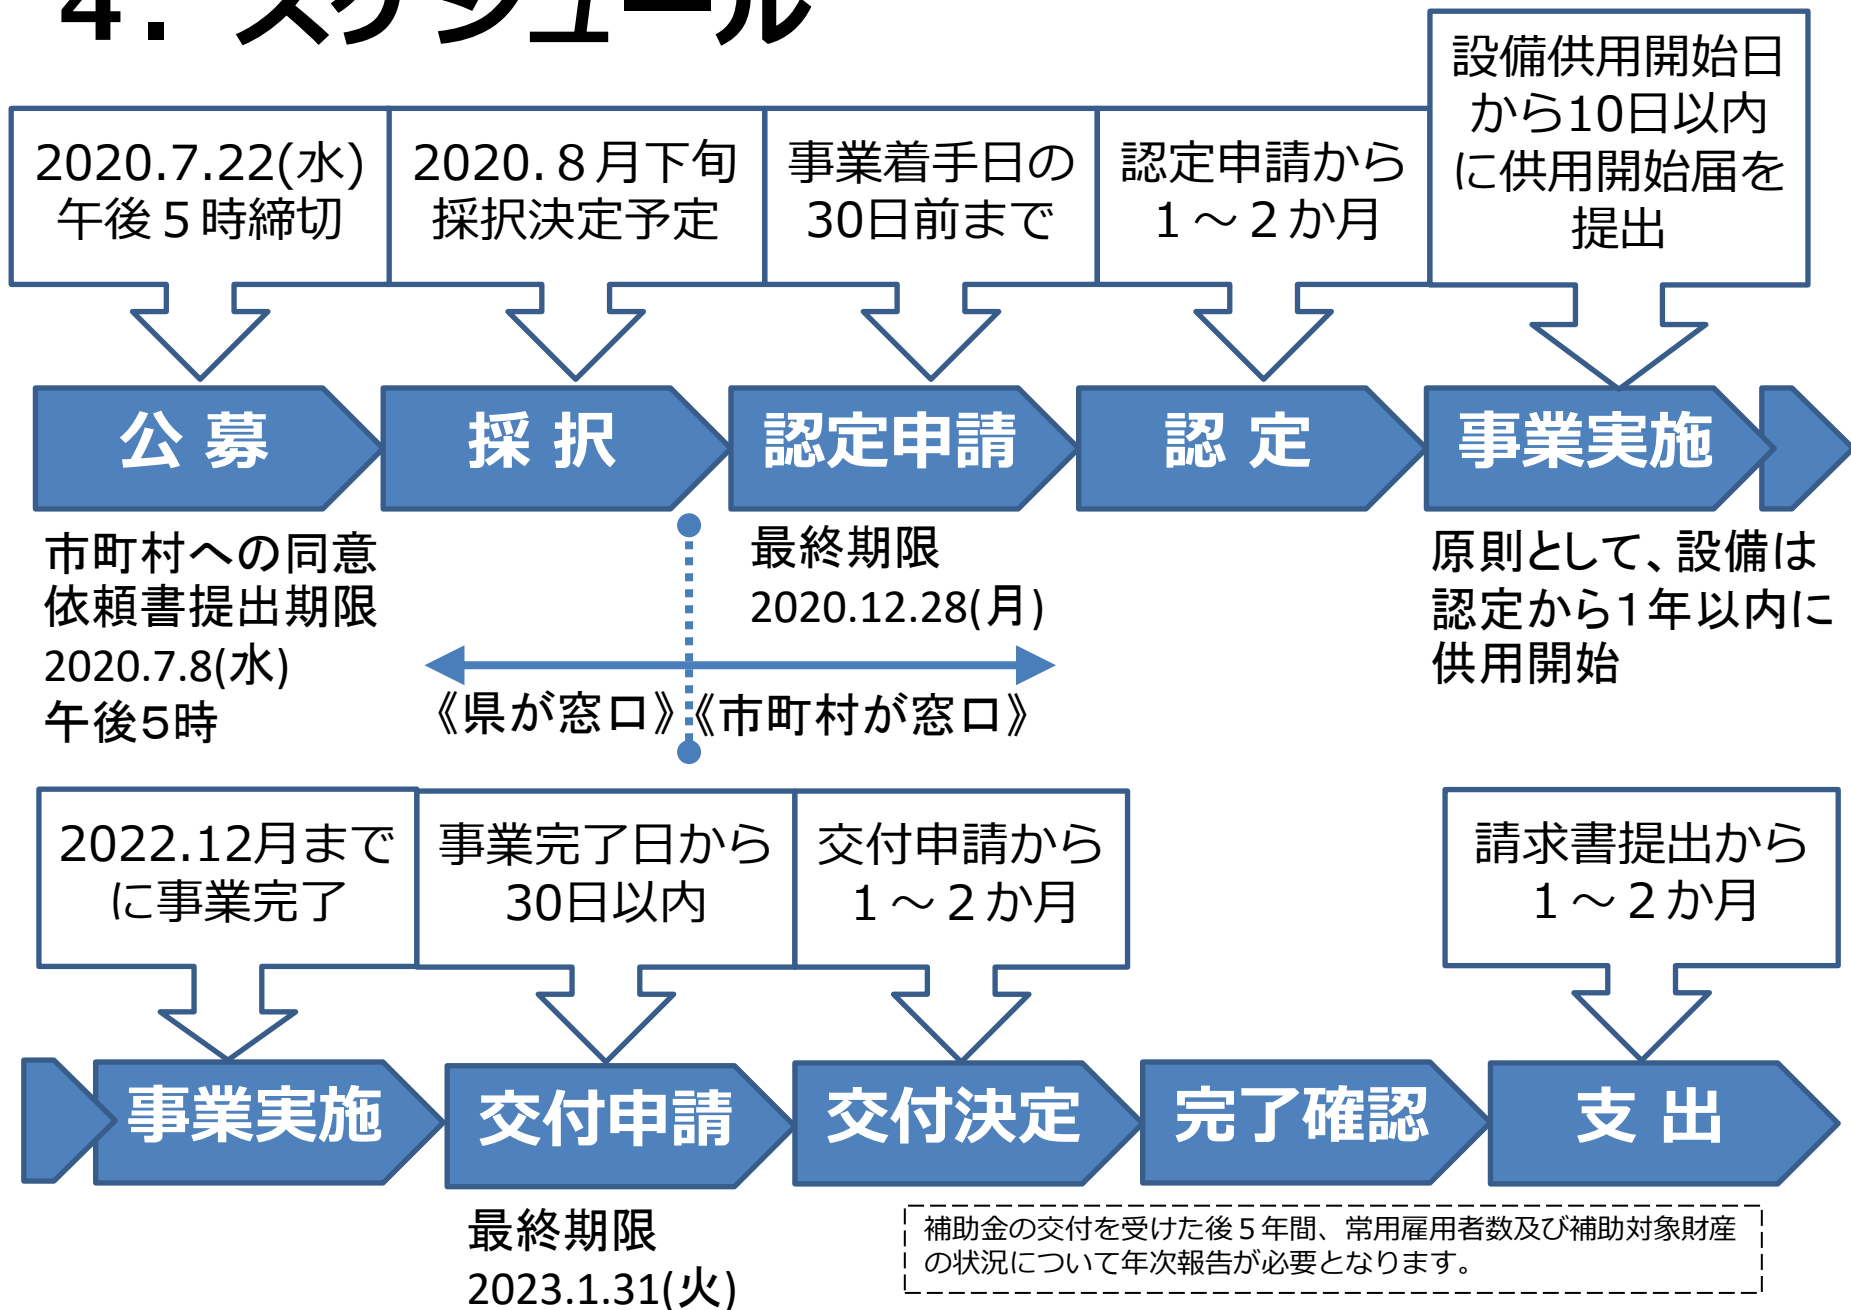 ４．スケジュール
2020.7.22(水)
午後５時締切
2020.８月下旬
採択決定予定
事業着手日の
30日前まで
認定申請から
１～２か月
設備供用開始日
から10日以内
に供用開始届を
提出
公 募
採 択
認定申請
認 定
事業実施
市町村への同意
依頼書提出期限
2020.7.8(水)
午後5時
《県が窓口》
《市町村が窓口》
最終期限
2020.12.28(月)
原則として、設備は
認定から1年以内に
供用開始
2022.12月まで
に事業完了
事業完了日から
30日以内
交付申請から
１～２か月
請求書提出から
１～２か月
事業実施
交付申請
交付決定
完了確認
支 出
最終期限
2023.1.31(火)
補助金の交付を受けた後５年間、常用雇用者数及び補助対象財産
の状況について年次報告が必要となります。